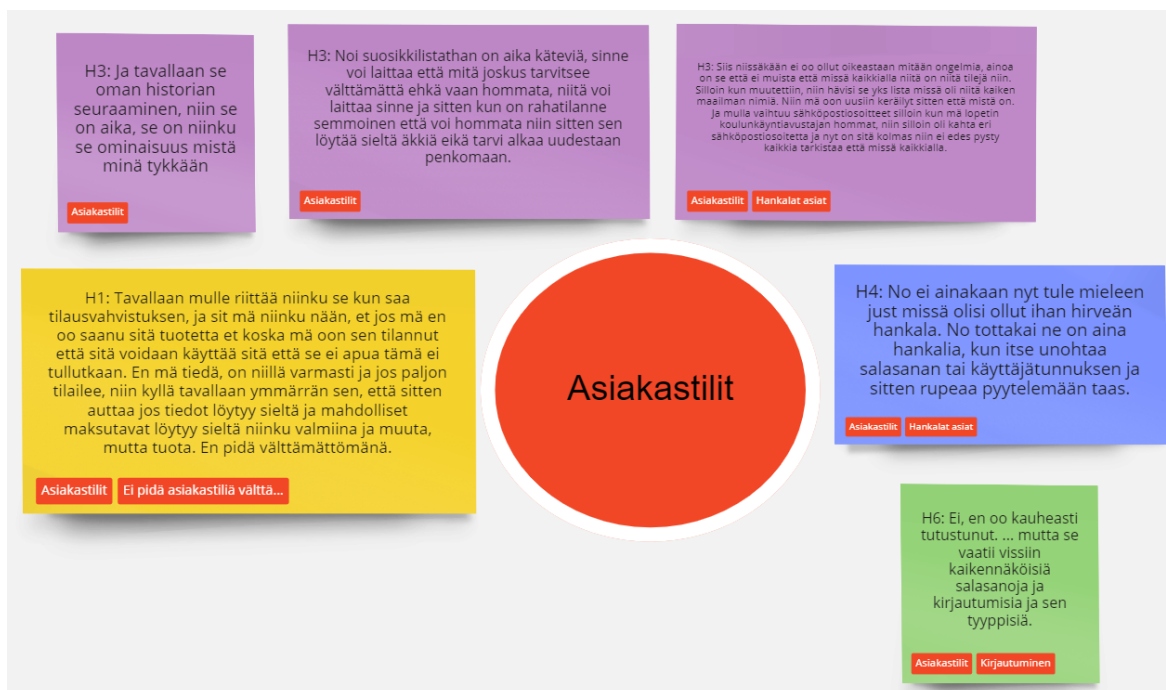 H3: Ja tavallaan se
oman historian
seuraaminen, niin se
on aika, se on niinku
se ominaisuus mistä
minä tykkään
Asiakastilit
H3: Noi suosikkilistathan on aika käteviä, sinne
voi laittaa että mitä joskus tarvitsee
välttämättä ehkä vaan hommata, niitä voi
laittaa sinne ja sitten kun on rahatilanne
semmoinen että voi hommata niin sitten sen
löytää sieltä äkkiä eikä tarvi alkaa uudestaan
penkomaan.
Asiakastilit
H3: Siis niissäkään ei oo ollut oikeastaan mitään ongelmia, ainoa
on se että ei muista että missä kaikkialla niitä on niitä tilejä niin.
Silloin kun muutettiin, niin hävisi se yks lista missä oli niitä kaiken
maailman nimiä. Niin mä oon uusiin keräilyt sitten että mistä on.
Ja mulla vaihtuu sähköpostiosoitteet silloin kun mä lopetin
koulunkäyntiavustajan hommat, niin silloin oli kahta eri
sähköpostiosoitetta ja nyt on sitä kolmas niin ei edes pysty
kaikkia tarkistaa että missä kaikkialla.
Asiakastilit Hankalat asiat
H1: Tavallaan mulle riittää niinku se kun saa
tilausvahvistuksen, ja sit mä niinku nään, et jos mä en
oo saanu sitä tuotetta et koska mä oon sen tilannut
että sitä voidaan käyttää sitä että se ei apua tämä ei
tullutkaan. En mä tiedä, on niillä varmasti ja jos paljon
tilailee, niin kyllä tavallaan ymmärrän sen, että sitten
auttaa jos tiedot löytyy sieltä ja mahdolliset
maksutavat löytyy sieltä niinku valmiina ja muuta,
mutta tuota. En pidä välttämättömänä.
Asiakastilit Ei pidä asiakastiliä välttä...
Asiakastilit
H4: No ei ainakaan nyt tule mieleen
just missä olisi ollut ihan hirveän
hankala. No tottakai ne on aina
hankalia, kun itse unohtaa
salasanan tai käyttäjätunnuksen ja
sitten rupeaa pyytelemään taas.
Asiakastilit Hankalat asiat
H6: Ei, en oo kauheasti
tutustunut. ... mutta se
vaatii vissiin
kaikennäköisiä
salasanoja ja
kirjautumisia ja sen
tyyppisiä.
Asiakastilit Kirjautuminen